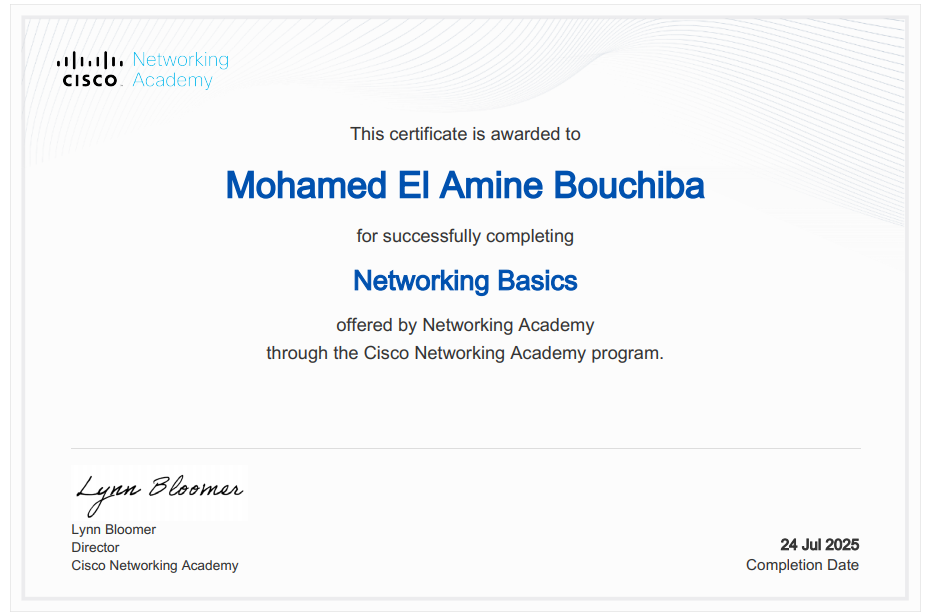 CISCO Networking Academy
This certificate is awarded to
Mohamed El Amine Bouchiba
for successfully completing
Networking Basics
offered by Networking Academy
through the Cisco Networking Academy program.
Lynn Bloomer
Lynn Bloomer
Director
Cisco Networking Academy
24 Jul 2025
Completion Date